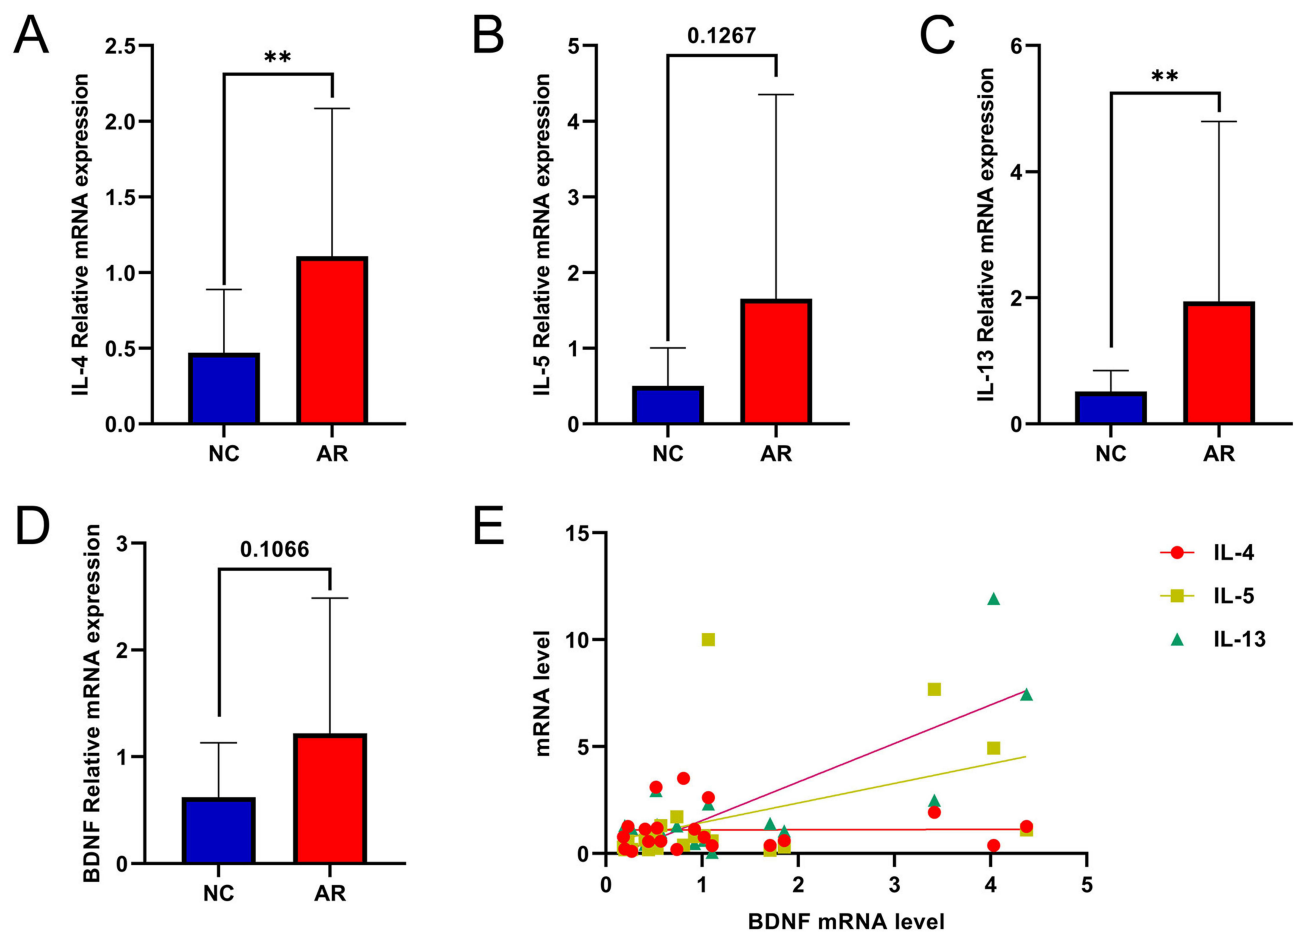 A
IL-4 Relative mRNA expression
2.5
2.0
1.5
1.0
0.5
0.0
**
NC
AR
B
IL-5 Relative mRNA expression
5
4
3
2
1
0
0.1267
NC
AR
C
IL-13 Relative mRNA expression
6
4
2
0
**
NC
AR
D
BDNF Relative mRNA expression
3
2
1
0
0.1066
NC
AR
E
mRNA level
15
10
5
0
0
1
2
3
4
5
BDNF mRNA level
IL-4
IL-5
IL-13